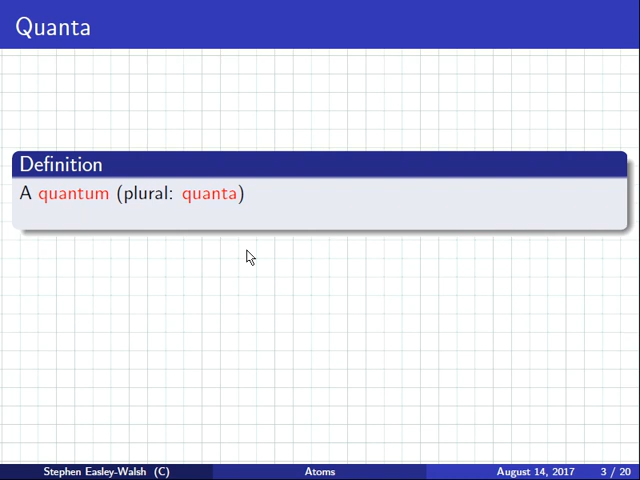 Quanta
Definition
A quantum (plural: quanta)
Stephen Easley-Walsh (C) Atoms August 14, 2017 3 / 20